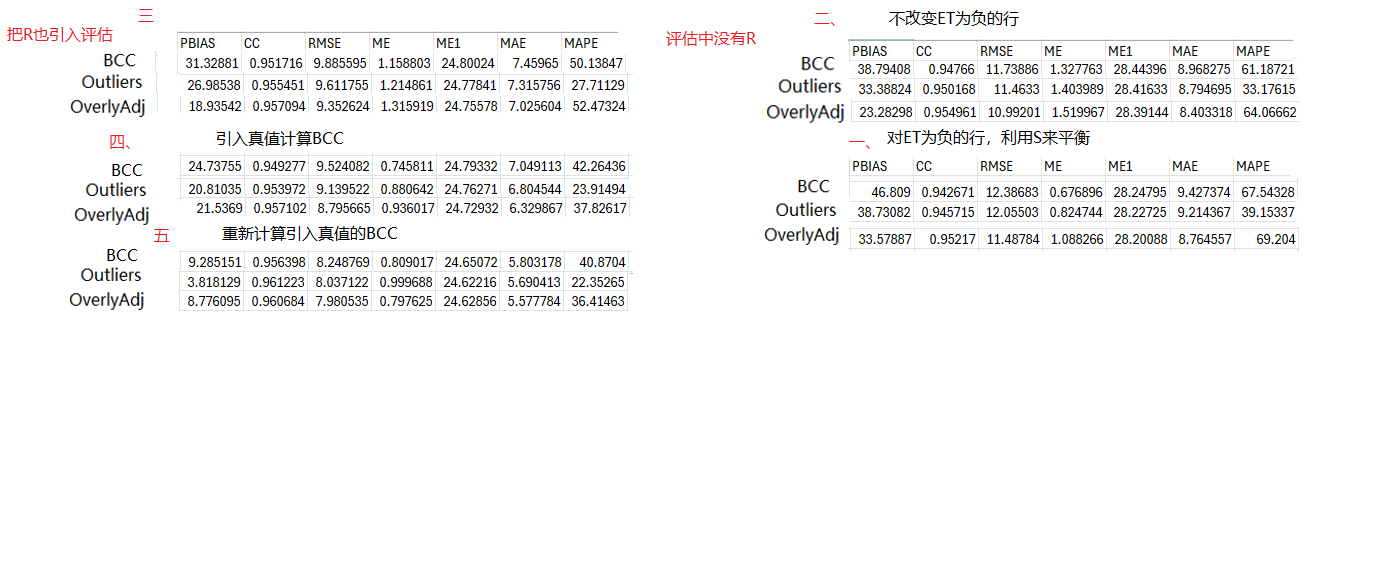 三
把R也引入评估
PBIAS CC RMSE ME ME1 MAE MAPE
BCC 31.32881 0.951716 9.885595 1.158803 24.80024 7.45965 50.13847
Outliers 26.98538 0.955451 9.611755 1.214861 24.77841 7.315756 27.71129
OverlyAdj 18.93542 0.957094 9.352624 1.315919 24.75578 7.025604 52.47324
四、 引入真值计算BCC
BCC 24.73755 0.949277 9.524082 0.745811 24.79332 7.049113 42.26436
Outliers 20.81035 0.953972 9.139522 0.880642 24.76271 6.804544 23.91494
OverlyAdj 21.5369 0.957102 8.795665 0.936017 24.72932 6.329867 37.82617
五 重新计算引入真值的BCC
BCC 9.285151 0.956398 8.248769 0.809017 24.65072 5.803178 40.8704
Outliers 3.818129 0.961223 8.037122 0.999688 24.62216 5.690413 22.35265
OverlyAdj 8.776095 0.960684 7.980535 0.797625 24.62856 5.577784 36.41463
二、 不改变ET为负的行
评估中没有R
PBIAS CC RMSE ME ME1 MAE MAPE
BCC 38.79408 0.94766 11.73886 1.327763 28.44396 8.968275 61.18721
Outliers 33.38824 0.950168 11.4633 1.403989 28.41633 8.794695 33.17615
OverlyAdj 23.28298 0.954961 10.99201 1.519967 28.39144 8.403318 64.06662
一、 对ET为负的行，利用S来平衡
PBIAS CC RMSE ME ME1 MAE MAPE
BCC 46.809 0.942671 12.38683 0.676896 28.24795 9.427374 67.54328
Outliers 38.73082 0.945715 12.05503 0.824744 28.22725 9.214367 39.15337
OverlyAdj 33.57887 0.95217 11.48784 1.088266 28.20088 8.764557 69.204